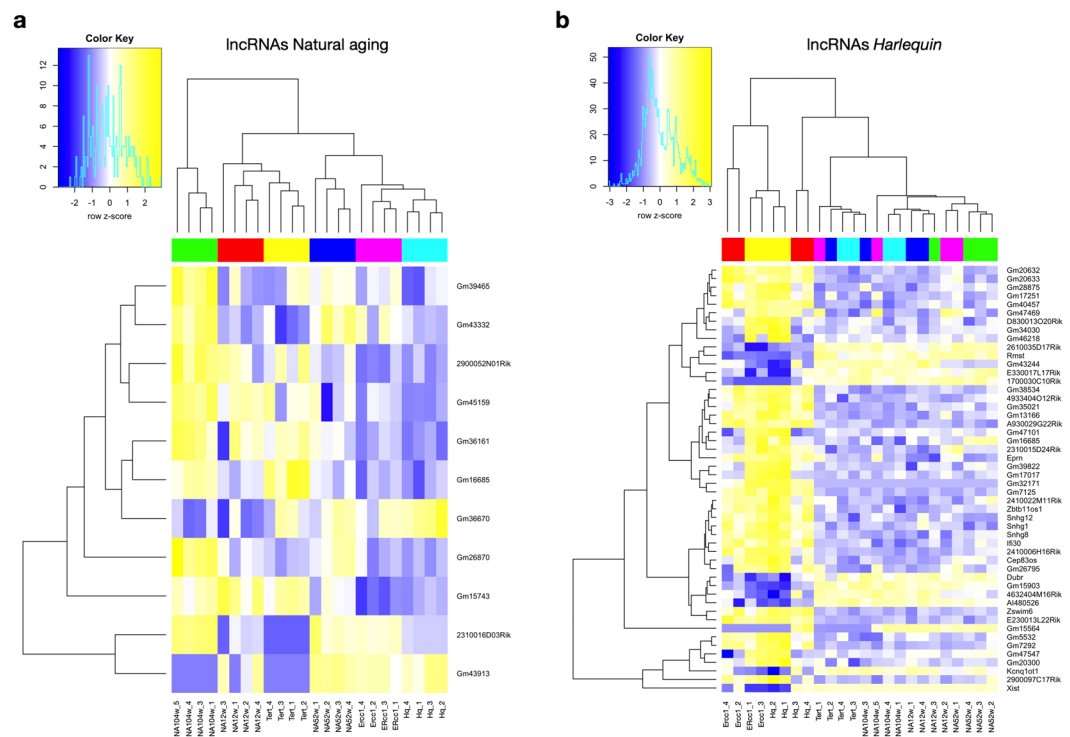 a
lncRNAs Natural aging
Color Key
0 2 4 6 8 10 12
-2 -1 0 1 2
row z-score
Gm39465
Gm43332
2900052N01Rik
Gm45159
Gm36161
Gm16685
Gm36670
Gm26870
Gm15743
2310016D03Rik
Gm43913
NA104w_5
NA104w_4
NA104w_3
NA104w_1
NA12w_3
NA12w_1
NA12w_2
NA12w_4
Tert_4
Tert_3
Tert_1
Tert_2
NA52w_1
NA52w_2
NA52w_3
NA52w_4
Ercc1_4
Ercc1_2
ERcc1_3
ERcc1_1
Hq_4
Hq_1
Hq_3
Hq_2
b
lncRNAs Harlequin
Color Key
0 10 20 30 40 50
-3 -2 -1 0 1 2 3
row z-score
Gm20632
Gm20633
Gm28875
Gm17251
Gm40457
Gm47469
D830013O20Rik
Gm34030
Gm46218
2610035D17Rik
Rmst
Gm43244
E330017L17Rik
1700030C10Rik
Gm38534
4933404O12Rik
Gm35021
Gm13166
A930029G22Rik
Gm47101
Gm16685
2310015D24Rik
Eprn
Gm39822
Gm17017
Gm32171
Gm7125
2410022M11Rik
Zbtb11os1
Snhg12
Snhg1
Snhg8
Ifi30
2410006H16Rik
Cep83os
Gm26795
Dubr
Gm15903
4632404M16Rik
AI480526
Zswim6
E230013L22Rik
Gm15564
Gm5532
Gm7292
Gm47547
Gm20300
Kcnq1ot1
2900097C17Rik
Xist
Ercc1_4
Ercc1_2
ERcc1_1
Ercc1_3
Hq_2
Hq_1
Hq_3
Hq_4
Tert_1
Tert_2
Tert_4
Tert_3
NA104w_3
NA104w_5
NA104w_4
NA104w_1
NA12w_1
NA12w_4
NA12w_3
NA12w_2
NA52w_1
NA52w_4
NA52w_3
NA52w_2